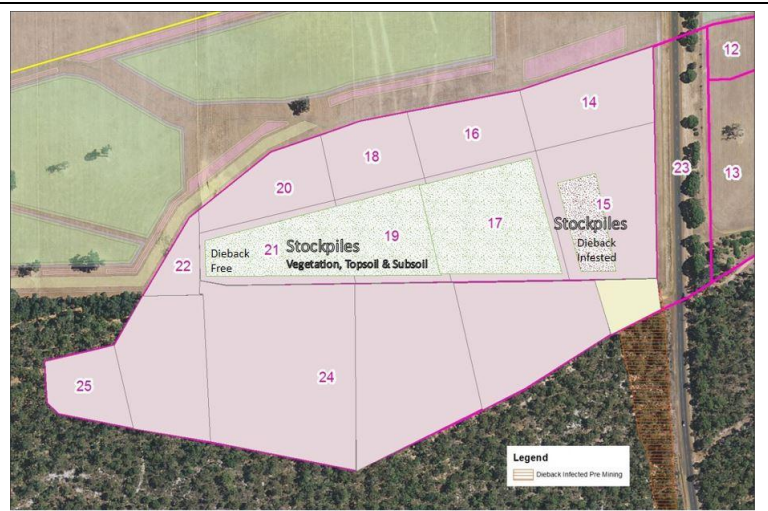 12
14
16
18
23
13
20
15
Stockpiles
Dieback
Infested
17
19
21
Stockpiles
Vegetation, Topsoil & Subsoil
Dieback
Free
22
24
25
Legend
Dieback Infected Pre Mining